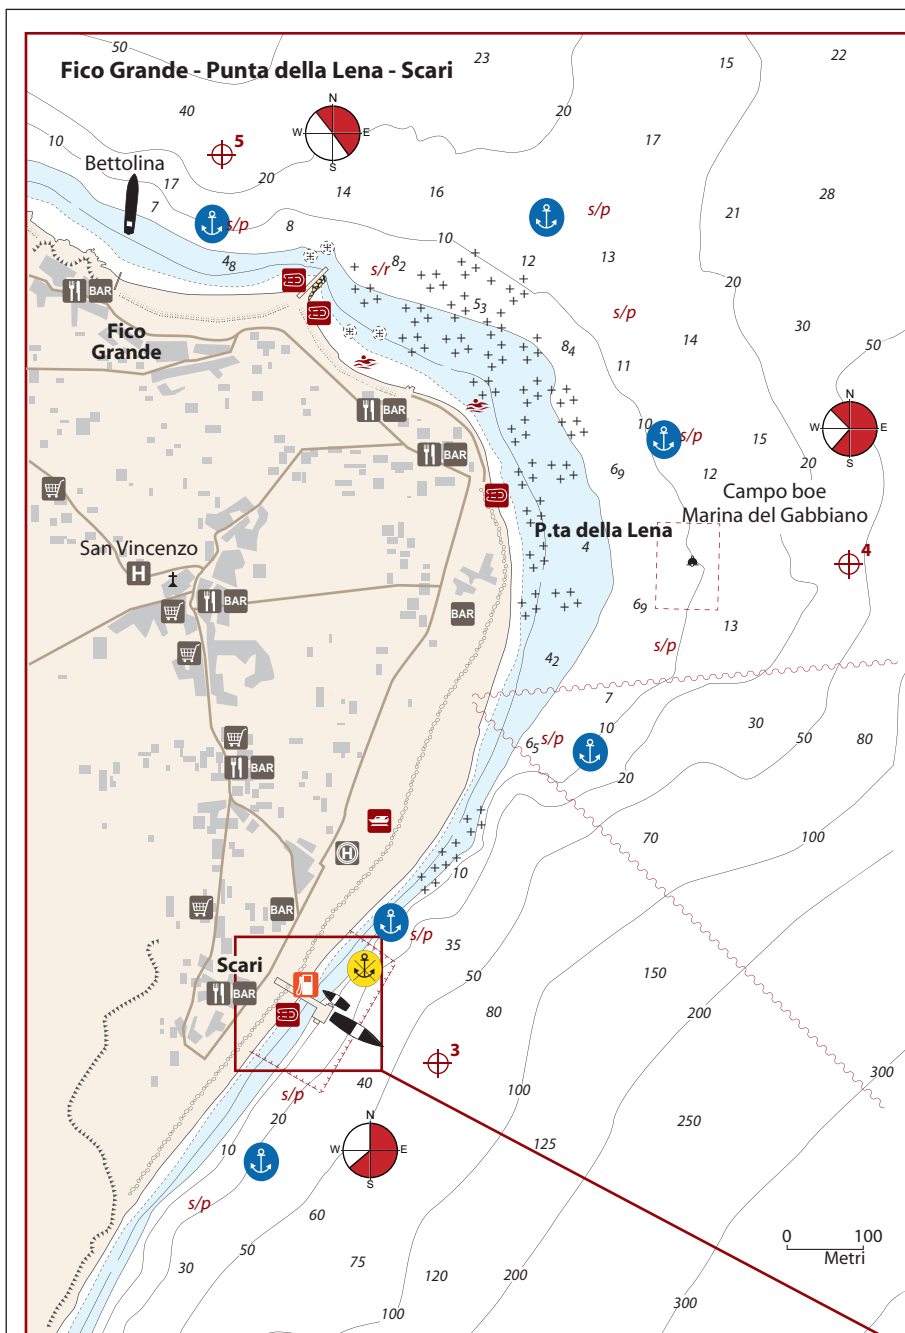 50
23
22
15
Fico Grande - Punta della Lena - Scari
40
N
20
W E
S
5
10
17
Bettolina
20
17
14
16
28
7
s/p
8
s/p
21
10
4 8
s/r
8 2
12
13
20
BAR
5 3
s/p
30
Fico
Grande
8 4
14
50
11
N
BAR
10
s/p
15
W E
S
BAR
6 9
12
20
Campo boe
Marina del Gabbiano
P.ta della Lena
San Vincenzo
4
4
H
BAR
6 9
BAR
13
s/p
4 2
7
10
30
50
80
6 5
s/p
20
BAR
70
100
H
10
BAR
s/p
35
Scari
50
150
BAR
80
200
3
40
300
s/p
100
20
N
250
10
125
W E
S
s/p
60
0 100
Metri
50
30
75
120
200
100
300